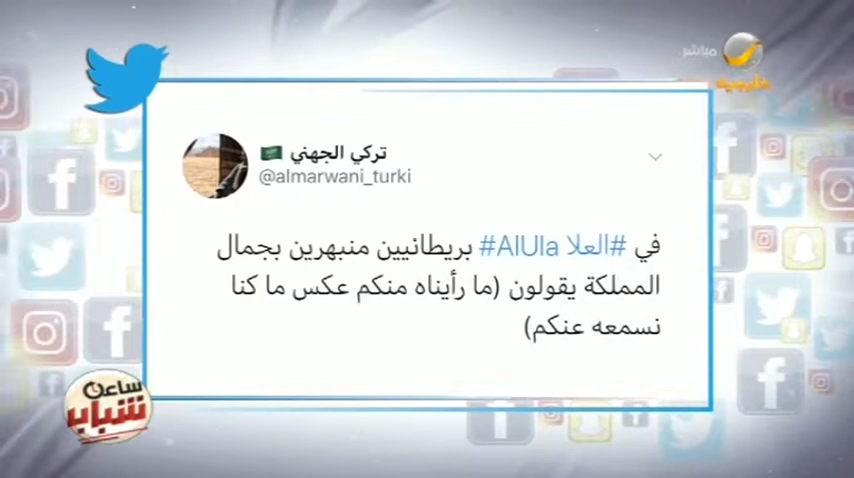 مباشر
خليجية
تركي الجهني
@almarwani_turki
في #العلا #AlUla بريطانيين منبهرين بجمال
المملكة يقولون (ما رأيناه منكم عكس ما كنا
نسمعه عنكم)
ساعة
شباب